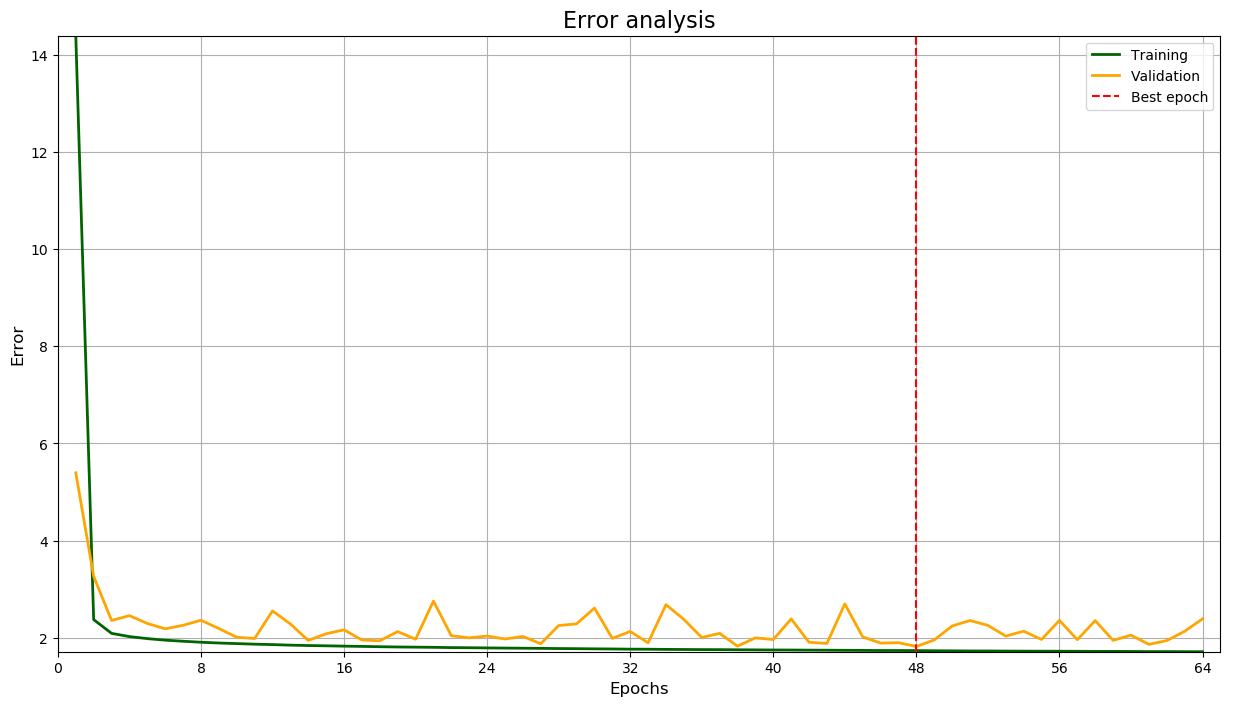 Error analysis
Training
Validation
Best epoch
14
12
10
8
6
4
2
Error
0 8 16 24 32 40 48 56 64
Epochs